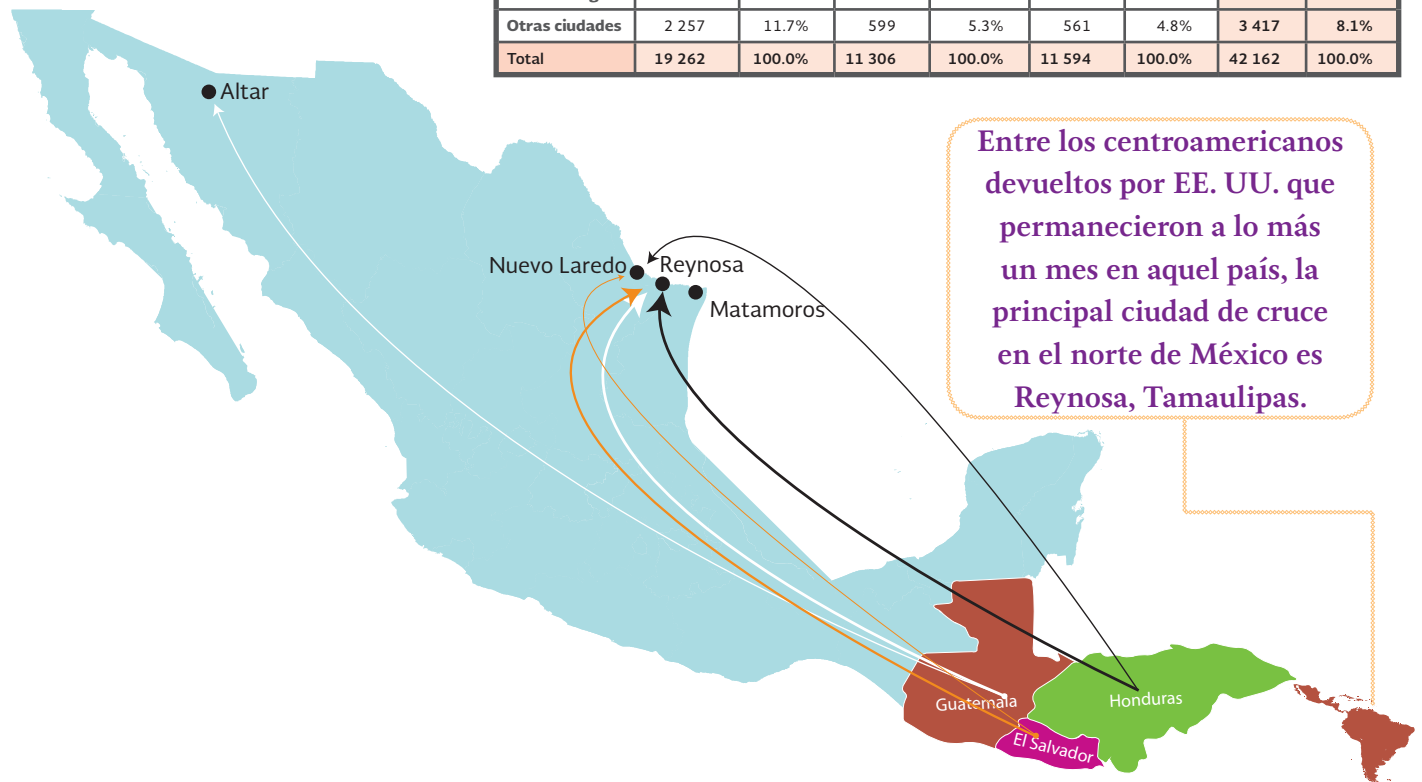 Otras ciudades 2 257 11.7% 599 5.3% 561 4.8% 3 417 8.1%
Total 19 262 100.0% 11 306 100.0% 11 594 100.0% 42 162 100.0%
Altar
Entre los centroamericanos
devueltos por EE. UU. que
permanecieron a lo más
un mes en aquel país, la
principal ciudad de cruce
en el norte de México es
Reynosa, Tamaulipas.
Nuevo Laredo
Reynosa
Matamoros
Guatemala
Honduras
El Salvador